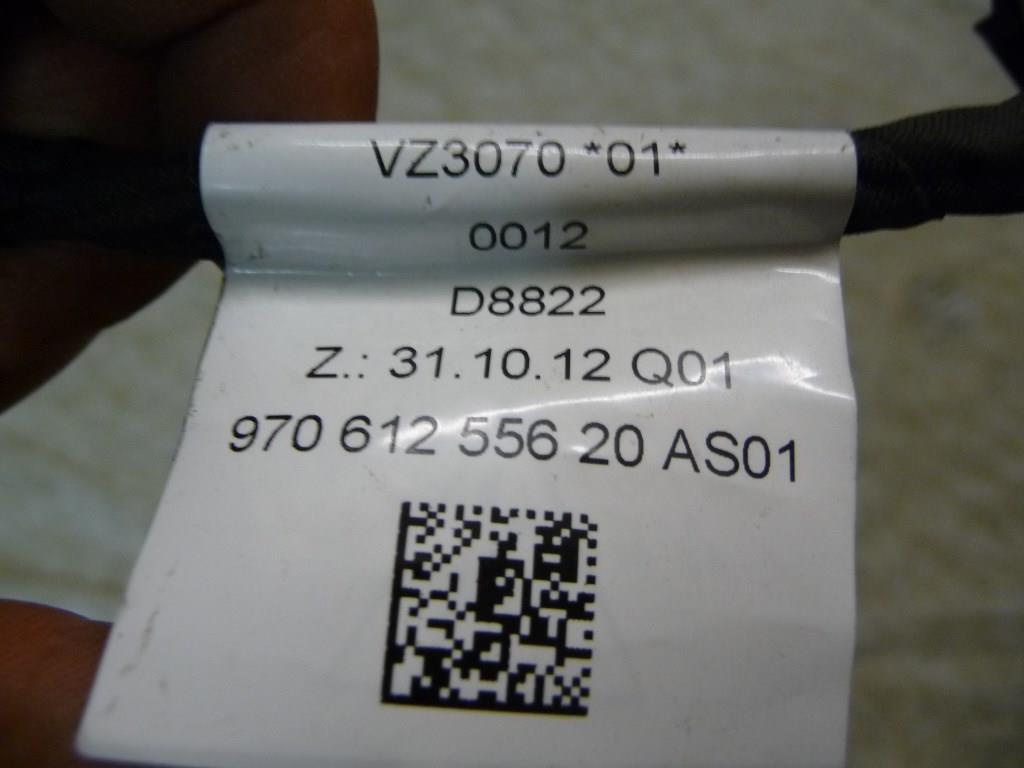 VZ3070 *01*
0012
D8822
Z.: 31.10.12 Q01
970 612 556 20 AS01